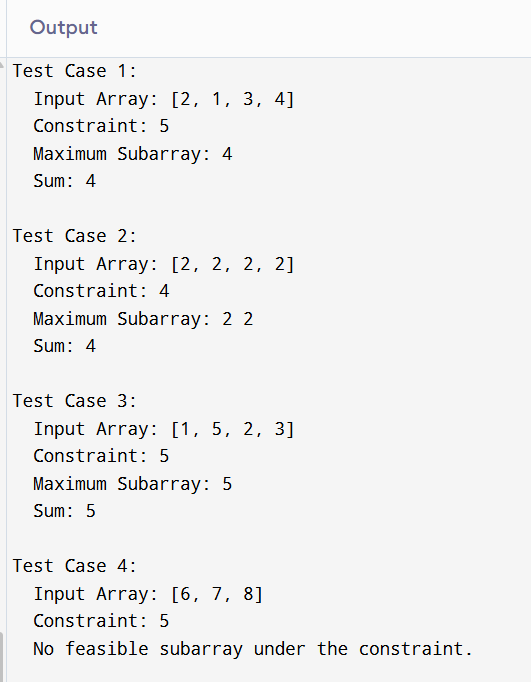 Output
Test Case 1:
Input Array: [2, 1, 3, 4]
Constraint: 5
Maximum Subarray: 4
Sum: 4
Test Case 2:
Input Array: [2, 2, 2, 2]
Constraint: 4
Maximum Subarray: 2 2
Sum: 4
Test Case 3:
Input Array: [1, 5, 2, 3]
Constraint: 5
Maximum Subarray: 5
Sum: 5
Test Case 4:
Input Array: [6, 7, 8]
Constraint: 5
No feasible subarray under the constraint.